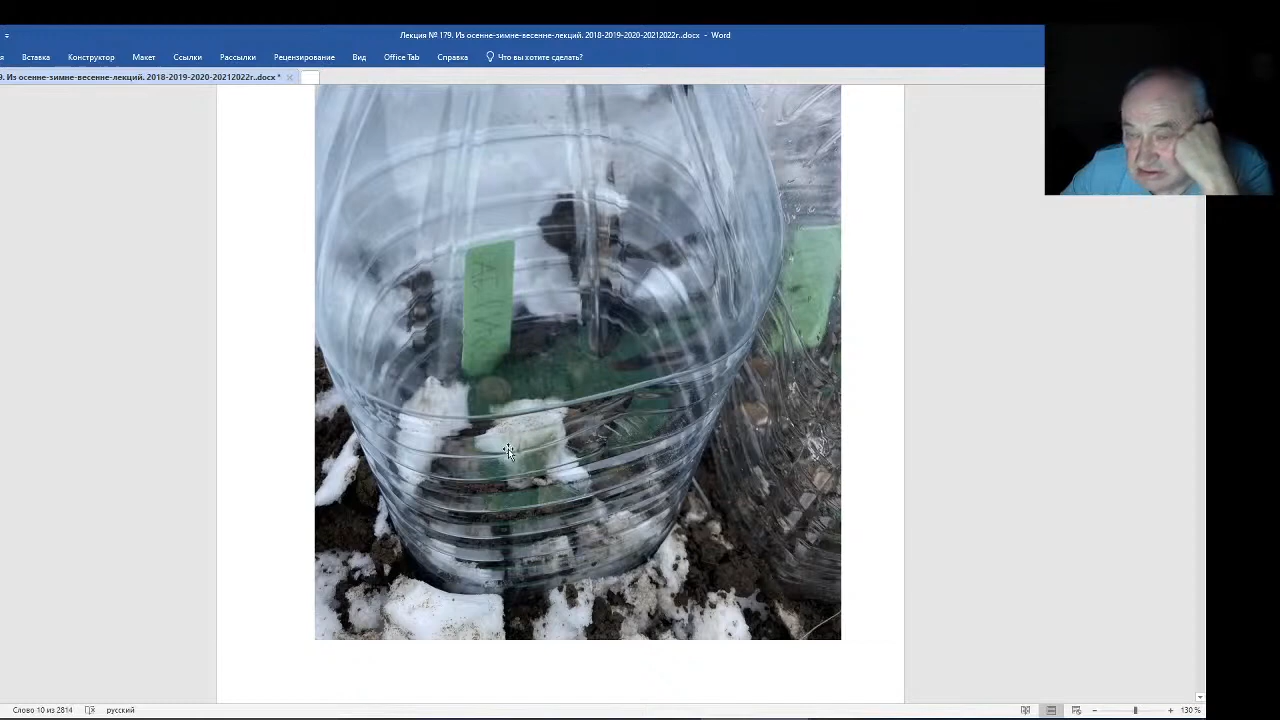 Лекция № 179. Из осенне-зимне-весенне-лекций. 2018-2019-2020-20212022г..docx - Word
я Вставка Конструктор Макет Ссылки Рассылки Рецензирование Вид Office Tab Справка Что вы хотите сделать?
9. Из осенне-зимне-весенне-лекций. 2018-2019-2020-20212022г..docx *
Слово 10 из 2814 русский 130 %